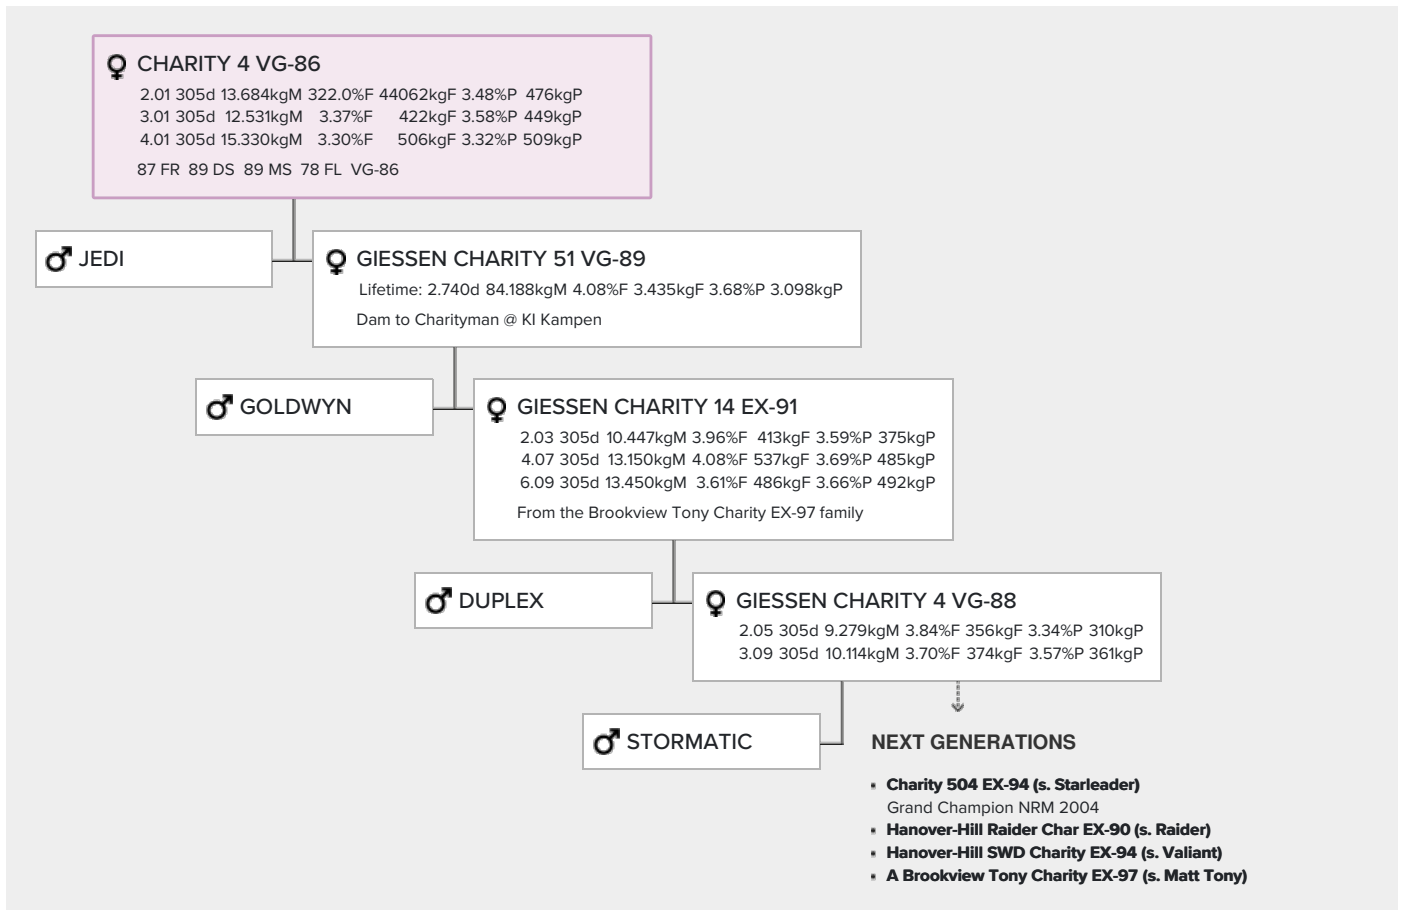 CHARITY 4 VG-86
2.01 305d 13.684kgM 322.0%F 44062kgF 3.48%P 476kgP
3.01 305d 12.531kgM 3.37%F 422kgF 3.58%P 449kgP
4.01 305d 15.330kgM 3.30%F 506kgF 3.32%P 509kgP
87 FR 89 DS 89 MS 78 FL VG-86
JEDI
GIESSEN CHARITY 51 VG-89
Lifetime: 2.740d 84.188kgM 4.08%F 3.435kgF 3.68%P 3.098kgP
Dam to Charityman @ KI Kampen
GOLDWYN
GIESSEN CHARITY 14 EX-91
2.03 305d 10.447kgM 3.96%F 413kgF 3.59%P 375kgP
4.07 305d 13.150kgM 4.08%F 537kgF 3.69%P 485kgP
6.09 305d 13.450kgM 3.61%F 486kgF 3.66%P 492kgP
From the Brookview Tony Charity EX-97 family
DUPLEX
GIESSEN CHARITY 4 VG-88
2.05 305d 9.279kgM 3.84%F 356kgF 3.34%P 310kgP
3.09 305d 10.114kgM 3.70%F 374kgF 3.57%P 361kgP
STORMATIC
NEXT GENERATIONS
▪ Charity 504 EX-94 (s. Starleader)
Grand Champion NRM 2004
▪ Hanover-Hill Raider Char EX-90 (s. Raider)
▪ Hanover-Hill SWD Charity EX-94 (s. Valiant)
▪ A Brookview Tony Charity EX-97 (s. Matt Tony)